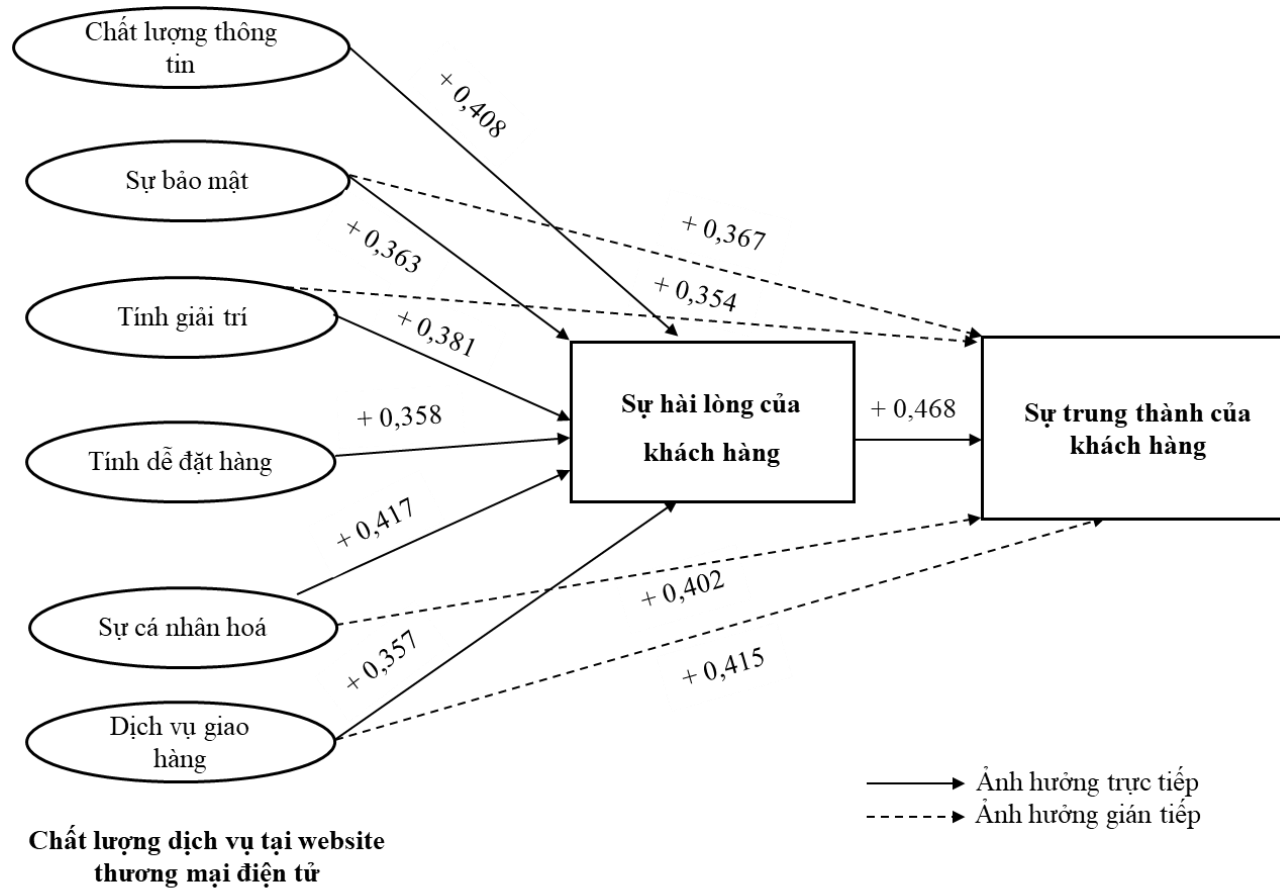 Chất lượng thông
tin
+ 0,408
Sự bảo mật
+ 0,367
+ 0,363
+ 0,354
Tính giải trí
+ 0,381
Sự hài lòng của
khách hàng
+ 0,468
Sự trung thành của
khách hàng
+ 0,358
Tính dễ đặt hàng
+ 0,417
+ 0,402
Sự cá nhân hoá
+ 0,357
+ 0,415
Dịch vụ giao
hàng
Ảnh hưởng trực tiếp
Ảnh hưởng gián tiếp
Chất lượng dịch vụ tại website
thương mại điện tử